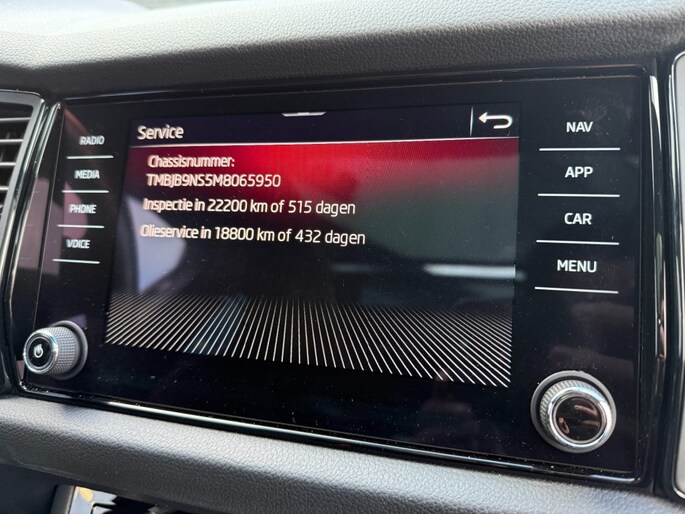 Service
Chassisnummer:
TMBJB9NS5M8065950
Inspectie in 22200 km of 515 dagen
Olieservice in 18800 km of 432 dagen
RADIO
MEDIA
PHONE
VOICE
NAV
APP
CAR
MENU